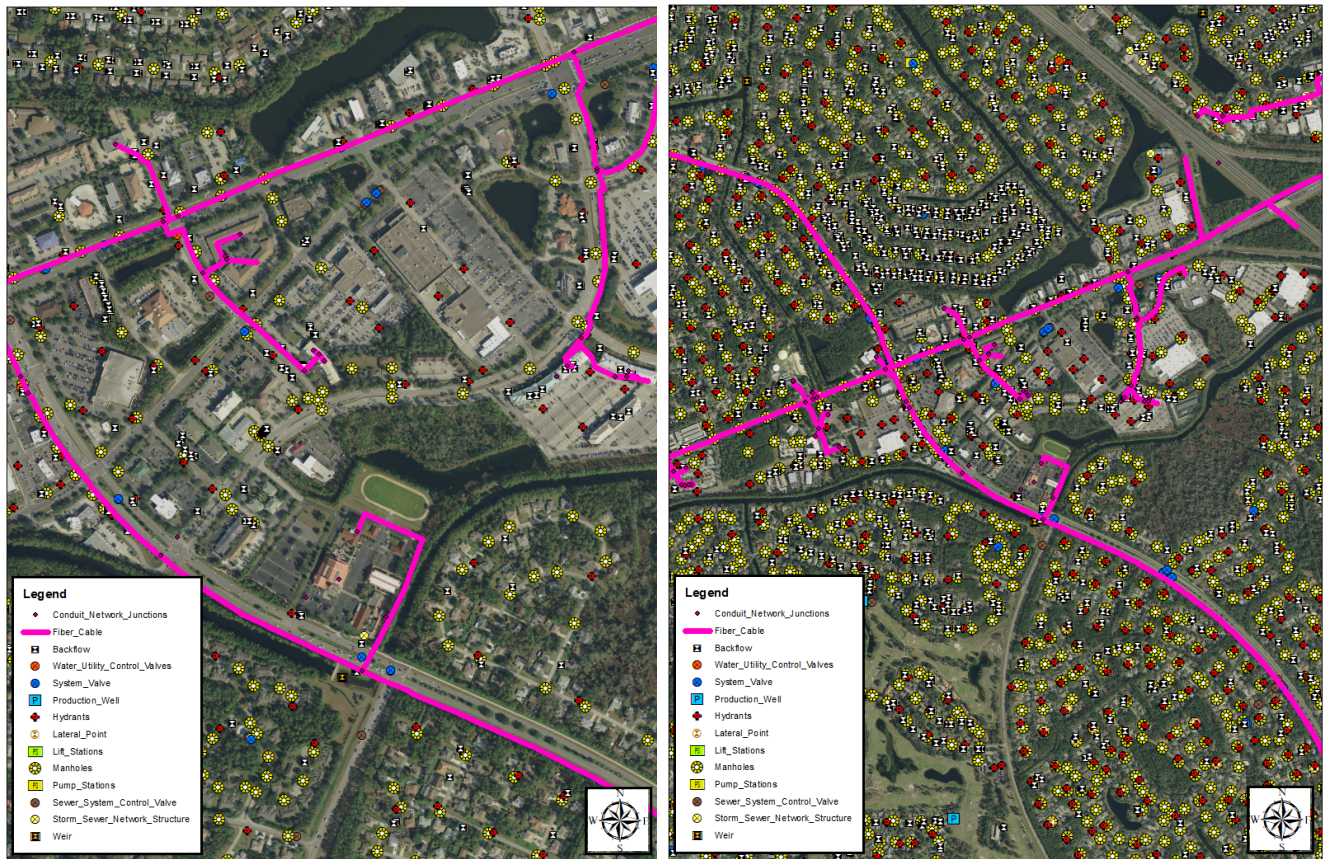 Legend
Conduit_Network_Junctions
Fiber_Cable
Backflow
Water_Utility_Control_Valves
System_Valve
P Production_Well
Hydrants
Lateral_Point
Lift_Stations
Manholes
Pump_Stations
Sewer_System_Control_Valve
Storm_Sewer_Network_Structure
Weir
N
W E
S
P
Legend
Conduit_Network_Junctions
Fiber_Cable
Backflow
Water_Utility_Control_Valves
System_Valve
P Production_Well
Hydrants
Lateral_Point
Lift_Stations
Manholes
Pump_Stations
Sewer_System_Control_Valve
Storm_Sewer_Network_Structure
Weir
N
W E
S